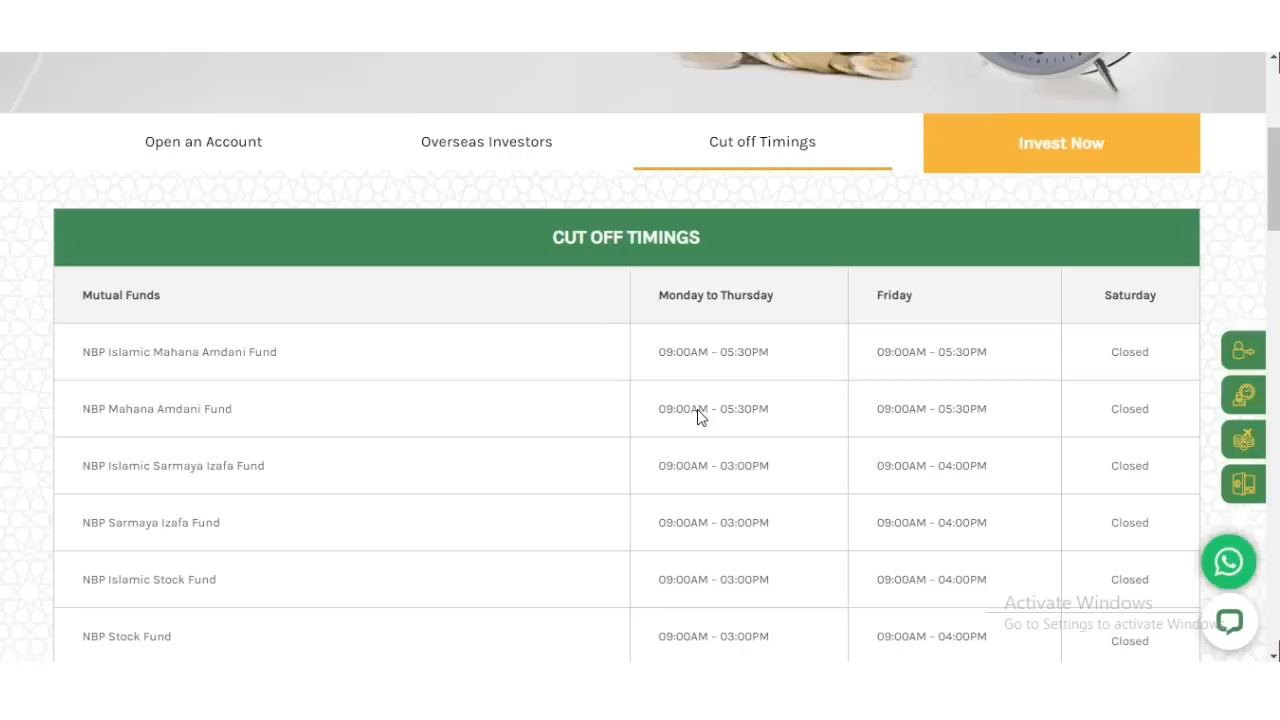 Open an Account Overseas Investors Cut off Timings Invest Now
CUT OFF TIMINGS
Mutual Funds Monday to Thursday Friday Saturday
NBP Islamic Mahana Amdani Fund 09:00AM – 05:30PM 09:00AM – 05:30PM Closed
NBP Mahana Amdani Fund 09:00AM – 05:30PM 09:00AM – 05:30PM Closed
NBP Islamic Sarmaya Izafa Fund 09:00AM – 03:00PM 09:00AM – 04:00PM Closed
NBP Sarmaya Izafa Fund 09:00AM – 03:00PM 09:00AM – 04:00PM Closed
NBP Islamic Stock Fund 09:00AM – 03:00PM 09:00AM – 04:00PM Closed
Activate Windows
Go to Settings to activate Windows
NBP Stock Fund 09:00AM – 03:00PM 09:00AM – 04:00PM Closed